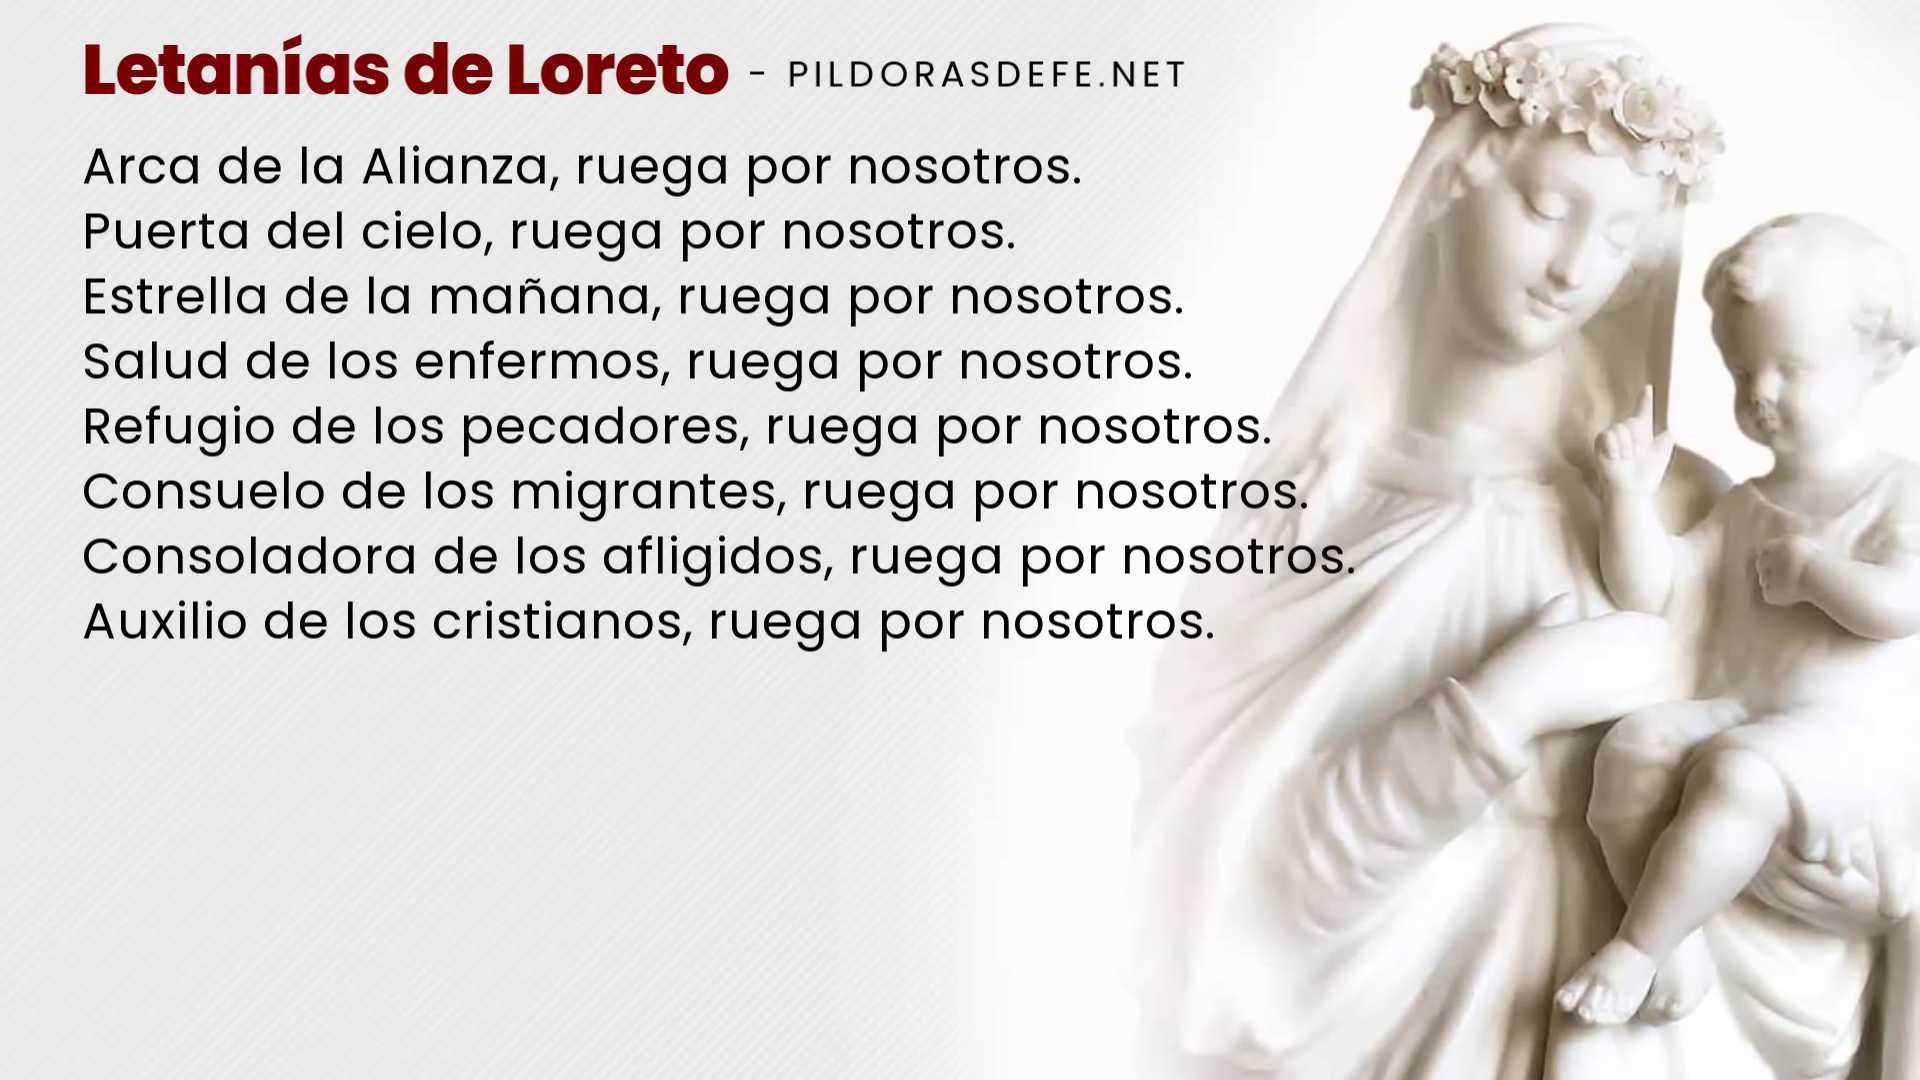 Letanías de Loreto - PILDORASDEFE.NET
Arca de la Alianza, ruega por nosotros.
Puerta del cielo, ruega por nosotros.
Estrella de la mañana, ruega por nosotros.
Salud de los enfermos, ruega por nosotros.
Refugio de los pecadores, ruega por nosotros.
Consuelo de los migrantes, ruega por nosotros.
Consoladora de los afligidos, ruega por nosotros.
Auxilio de los cristianos, ruega por nosotros.